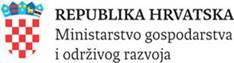 REPUBLIKA HRVATSKA
Ministarstvo gospodarstva
i održivog razvoja